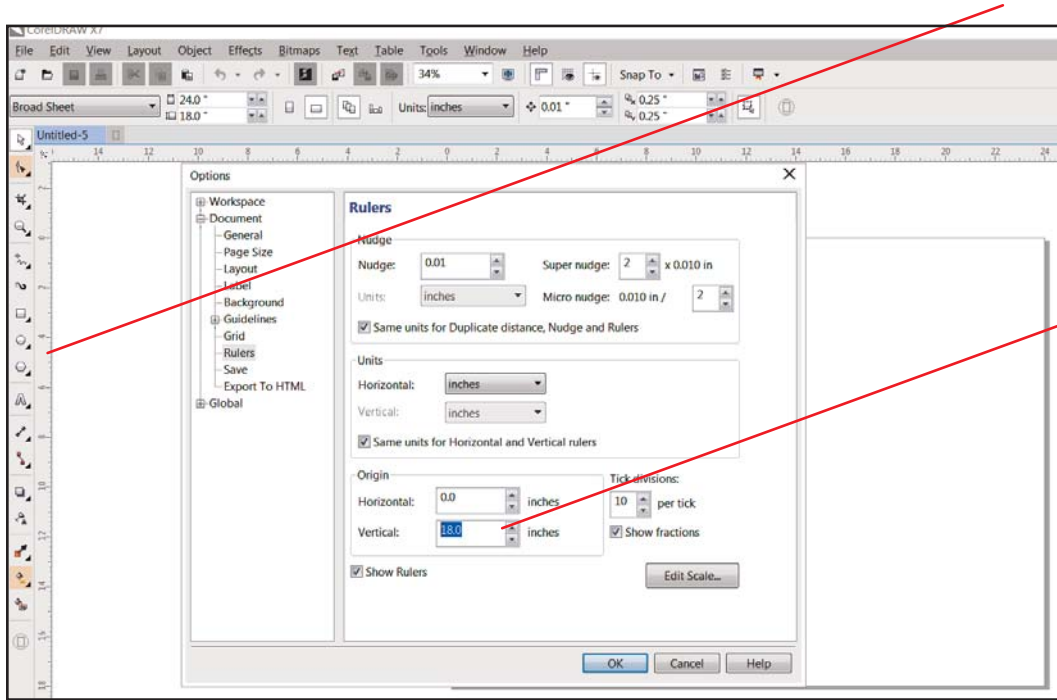 CorelDRAW X7
File Edit View Layout Object Effects Bitmaps Text Table Tools Window Help
34% Snap To
Broad Sheet 24.0 " 18.0 " Units: inches 0.01 " 0.25 " 0.25 "
Untitled-5
14 12 10 8 6 4 2 0 2 4 6 8 10 12 14 16 18 20 22 24
Options
Workspace
Document
General
Page Size
Layout
Label
Background
Guidelines
Grid
Rulers
Save
Export To HTML
Global
Rulers
Nudge
Nudge: 0.01 Super nudge: 2 x 0.010 in
Units: inches Micro nudge: 0.010 in / 2
Same units for Duplicate distance, Nudge and Rulers
Units
Horizontal: inches
Vertical: inches
Same units for Horizontal and Vertical rulers
Origin
Horizontal: 0.0 inches
Vertical: 18.0 inches
Tick divisions:
10 per tick
Show fractions
Show Rulers
Edit Scale...
OK Cancel Help